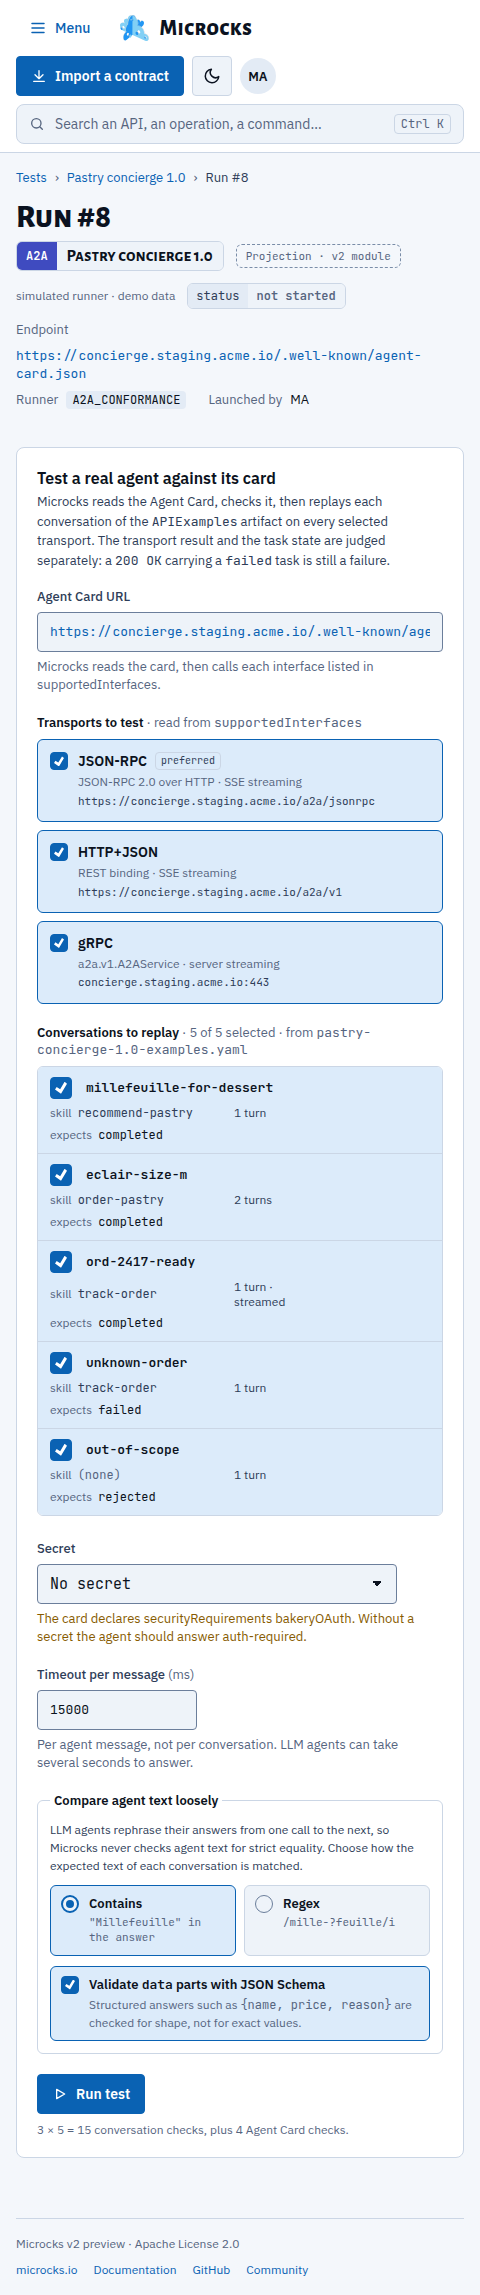 Menu
Microcks
Import a contract
MA
Search an API, an operation, a command...
Ctrl K
Tests › Pastry concierge 1.0 › Run #8
Run #8
A2A Pastry concierge 1.0
Projection · v2 module
simulated runner · demo data
status not started
Endpoint
https://concierge.staging.acme.io/.well-known/agent-
card.json
Runner A2A_CONFORMANCE Launched by MA
Test a real agent against its card
Microcks reads the Agent Card, checks it, then replays each
conversation of the APIExamples artifact on every selected
transport. The transport result and the task state are judged
separately: a 200 OK carrying a failed task is still a failure.
Agent Card URL
https://concierge.staging.acme.io/.well-known/age
Microcks reads the card, then calls each interface listed in
supportedInterfaces.
Transports to test · read from supportedInterfaces
JSON-RPC preferred
JSON-RPC 2.0 over HTTP · SSE streaming
https://concierge.staging.acme.io/a2a/jsonrpc
HTTP+JSON
REST binding · SSE streaming
https://concierge.staging.acme.io/a2a/v1
gRPC
a2a.v1.A2AService · server streaming
concierge.staging.acme.io:443
Conversations to replay · 5 of 5 selected · from pastry-
concierge-1.0-examples.yaml
millefeuille-for-dessert
skill recommend-pastry 1 turn
expects completed
eclair-size-m
skill order-pastry 2 turns
expects completed
ord-2417-ready
skill track-order 1 turn ·
streamed
expects completed
unknown-order
skill track-order 1 turn
expects failed
out-of-scope
skill (none) 1 turn
expects rejected
Secret
No secret
The card declares securityRequirements bakeryOAuth. Without a
secret the agent should answer auth-required.
Timeout per message (ms)
15000
Per agent message, not per conversation. LLM agents can take
several seconds to answer.
Compare agent text loosely
LLM agents rephrase their answers from one call to the next, so
Microcks never checks agent text for strict equality. Choose how the
expected text of each conversation is matched.
Contains
"Millefeuille" in
the answer
Regex
/mille-?feuille/i
Validate data parts with JSON Schema
Structured answers such as {name, price, reason} are
checked for shape, not for exact values.
Run test
3 × 5 = 15 conversation checks, plus 4 Agent Card checks.
Microcks v2 preview · Apache License 2.0
microcks.io Documentation GitHub Community